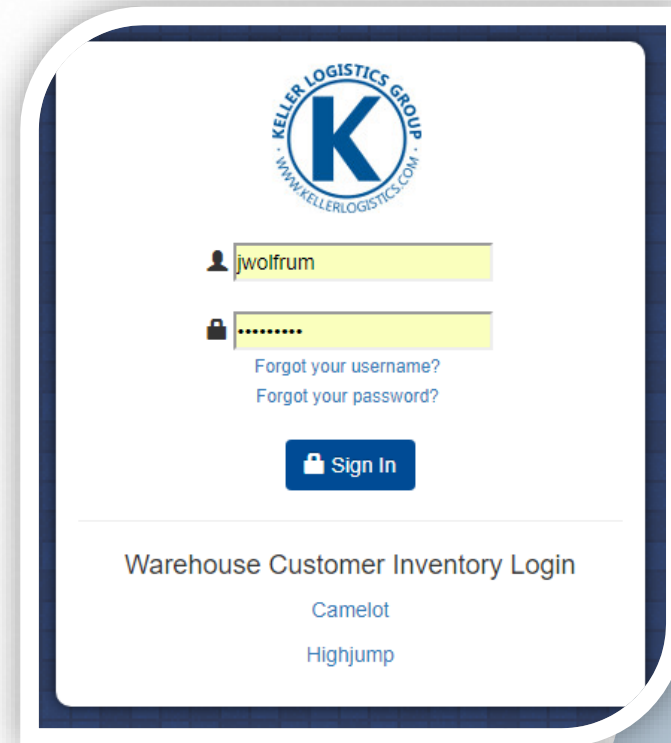 KELLER LOGISTICS GROUP
K
· WWW.KELLERLOGISTICS.COM ·
jwolfrum
•••••••••
Forgot your username?
Forgot your password?
Sign In
Warehouse Customer Inventory Login
Camelot
Highjump